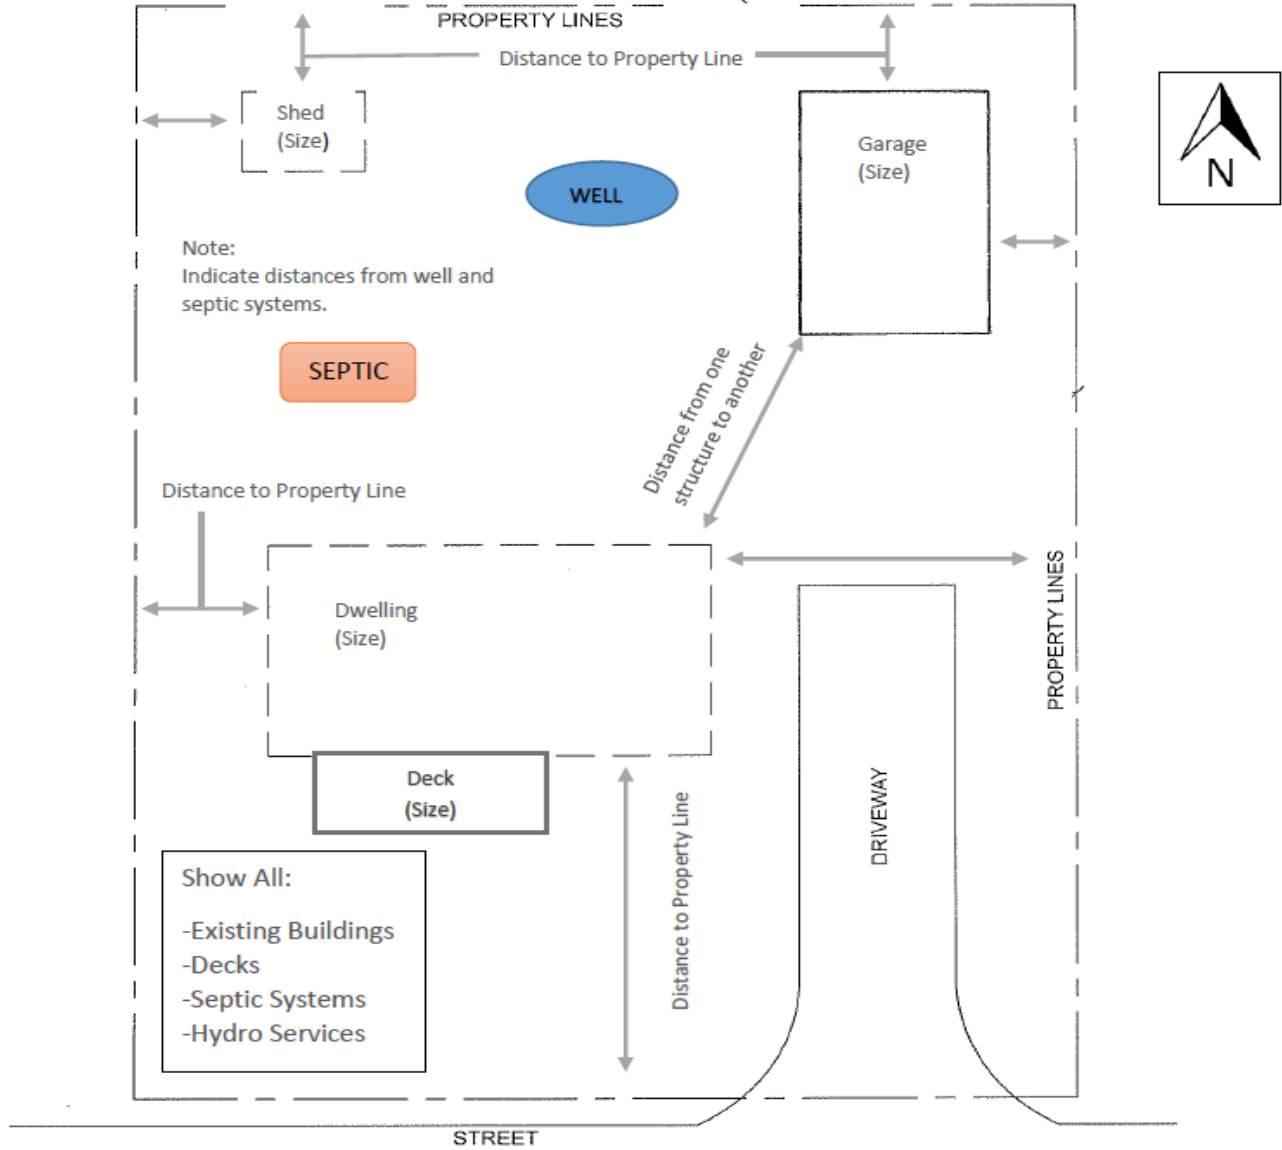 PROPERTY LINES
Distance to Property Line
Shed
(Size)
Garage
(Size)
N
WELL
Note:
Indicate distances from well and
septic systems.
SEPTIC
Distance from one
structure to another
Distance to Property Line
PROPERTY LINES
Dwelling
(Size)
Deck
(Size)
Distance to Property Line
DRIVEWAY
Show All:
-Existing Buildings
-Decks
-Septic Systems
-Hydro Services
STREET